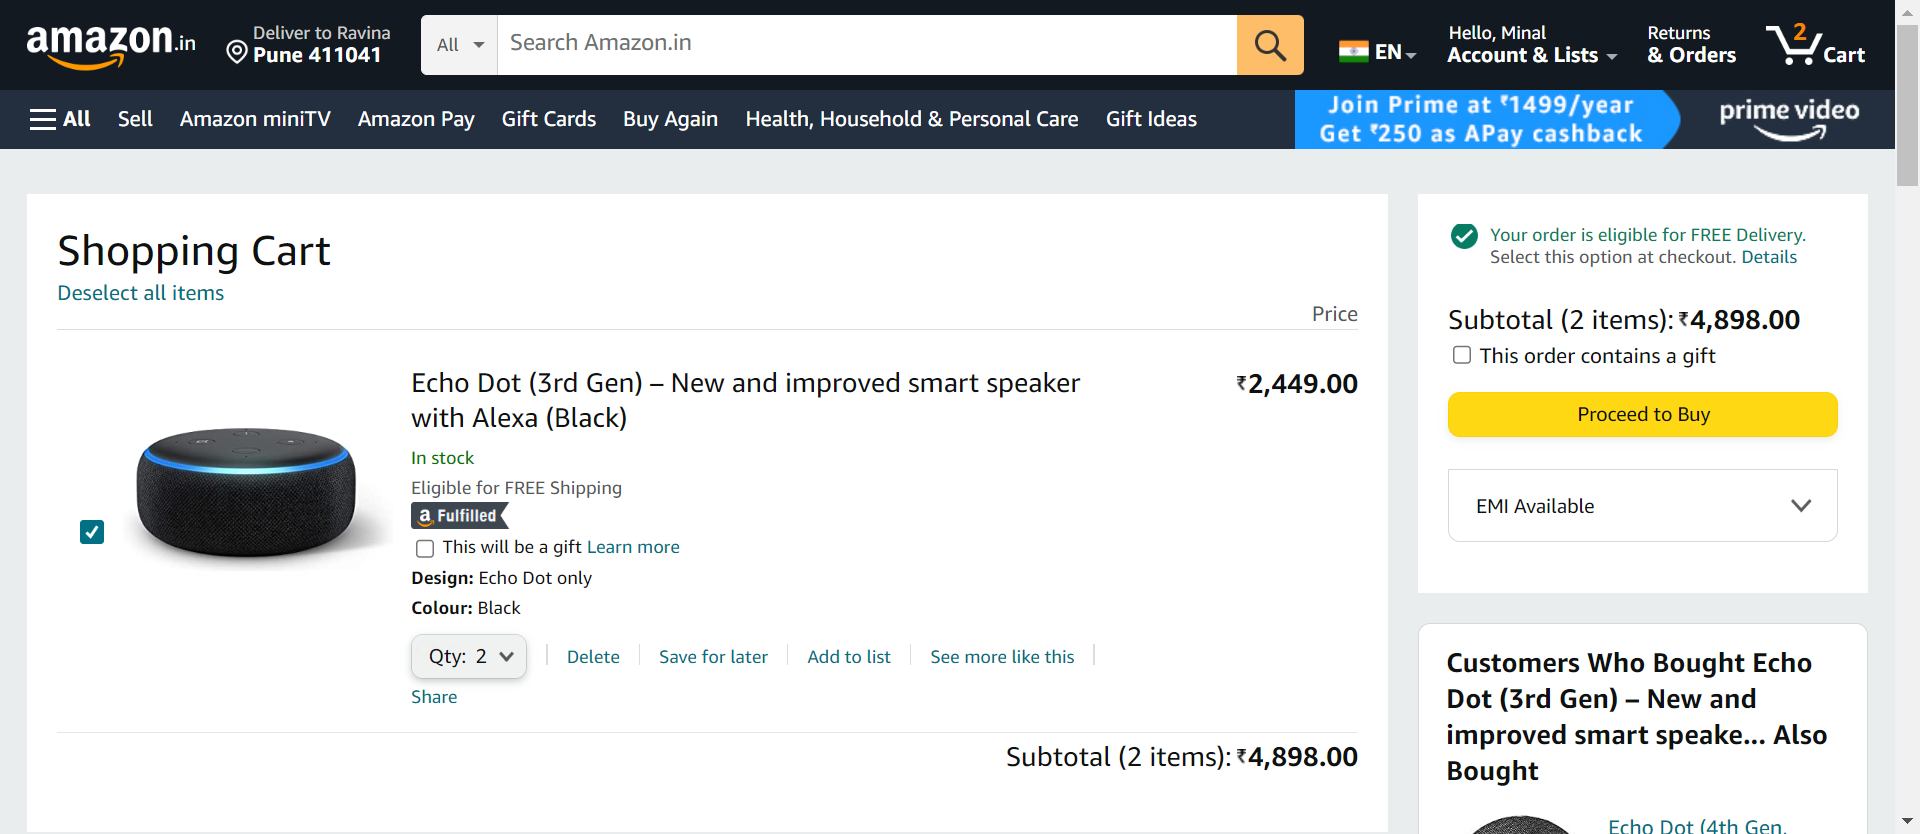 amazon.in
Deliver to Ravina
Pune 411041
All
Search Amazon.in
EN
Hello, Minal
Account & Lists
Returns
& Orders
2
Cart
All
Sell
Amazon miniTV
Amazon Pay
Gift Cards
Buy Again
Health, Household & Personal Care
Gift Ideas
Join Prime at ₹1499/year
Get ₹250 as APay cashback
prime video
Shopping Cart
Deselect all items
Price
Echo Dot (3rd Gen) – New and improved smart speaker
with Alexa (Black)
₹2,449.00
In stock
Eligible for FREE Shipping
a Fulfilled
This will be a gift Learn more
Design: Echo Dot only
Colour: Black
Qty: 2
Delete
Save for later
Add to list
See more like this
Share
Subtotal (2 items): ₹4,898.00
Your order is eligible for FREE Delivery.
Select this option at checkout. Details
Subtotal (2 items): ₹4,898.00
This order contains a gift
Proceed to Buy
EMI Available
Customers Who Bought Echo
Dot (3rd Gen) – New and
improved smart speake... Also
Bought
Echo Dot (4th Gen,